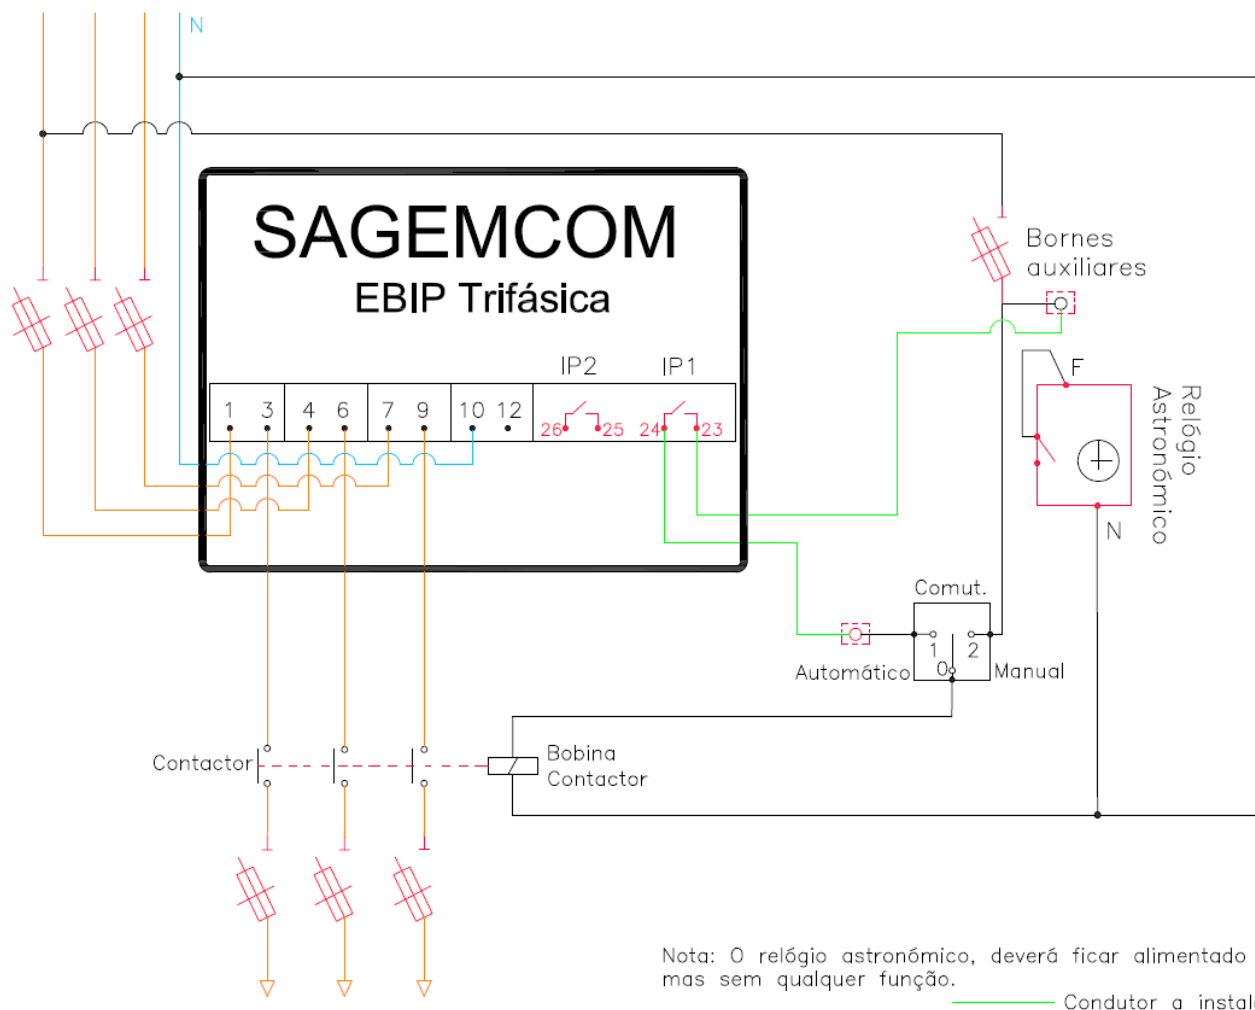 N
SAGEMCOM
EBIP Trifásica
Bornes
auxiliares
IP2 IP1
1 3 4 6 7 9 10 12
26 25 24 23
F
Relógio
Astronómico
N
Comut.
1 2
0
Automático
Manual
Contactor
Bobina
Contactor
Nota: O relógio astronómico, deverá ficar alimentado
mas sem qualquer função.
Condutor a